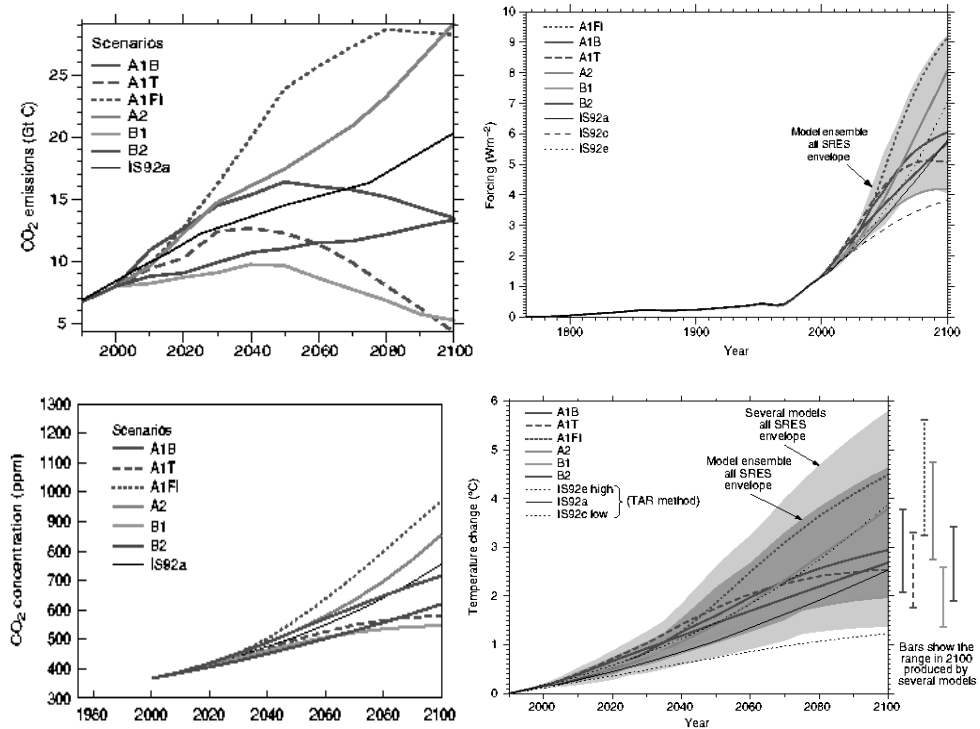 Scenarios
A1B
A1T
A1FI
A2
B1
B2
IS92a
CO₂ emissions (Gt C)
25
20
15
10
5
2000
2020
2040
2060
2080
2100
A1FI
A1B
A1T
A2
B1
B2
IS92a
IS92c
IS92e
Model ensemble
all SRES
envelope
Forcing (Wm⁻²)
10
9
8
7
6
5
4
3
2
1
0
1800
1900
2000
2100
Year
Scenarios
A1B
A1T
A1FI
A2
B1
B2
IS92a
CO₂ concentration (ppm)
1300
1200
1100
1000
900
800
700
600
500
400
300
1980
2000
2020
2040
2060
2080
2100
A1B
A1T
A1FI
A2
B1
B2
IS92e high
IS92a
IS92c low
(TAR method)
Several models
all SRES
envelope
Model ensemble
all SRES
envelope
Temperature change (°C)
6
5
4
3
2
1
0
2000
2020
2040
2060
2080
2100
Year
Bars show the
range in 2100
produced by
several models